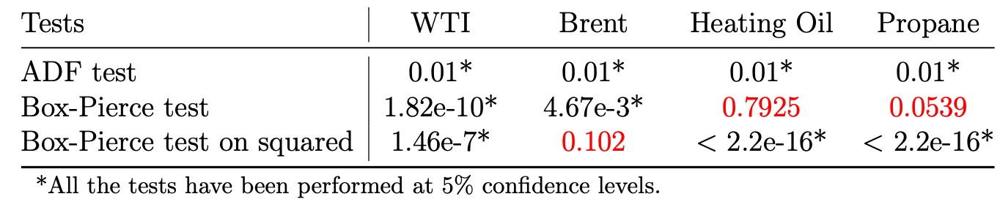 Tests WTI Brent Heating Oil Propane
ADF test 0.01* 0.01* 0.01* 0.01*
Box-Pierce test 1.82e-10* 4.67e-3* 0.7925 0.0539
Box-Pierce test on squared 1.46e-7* 0.102 < 2.2e-16* < 2.2e-16*
*All the tests have been performed at 5% confidence levels.